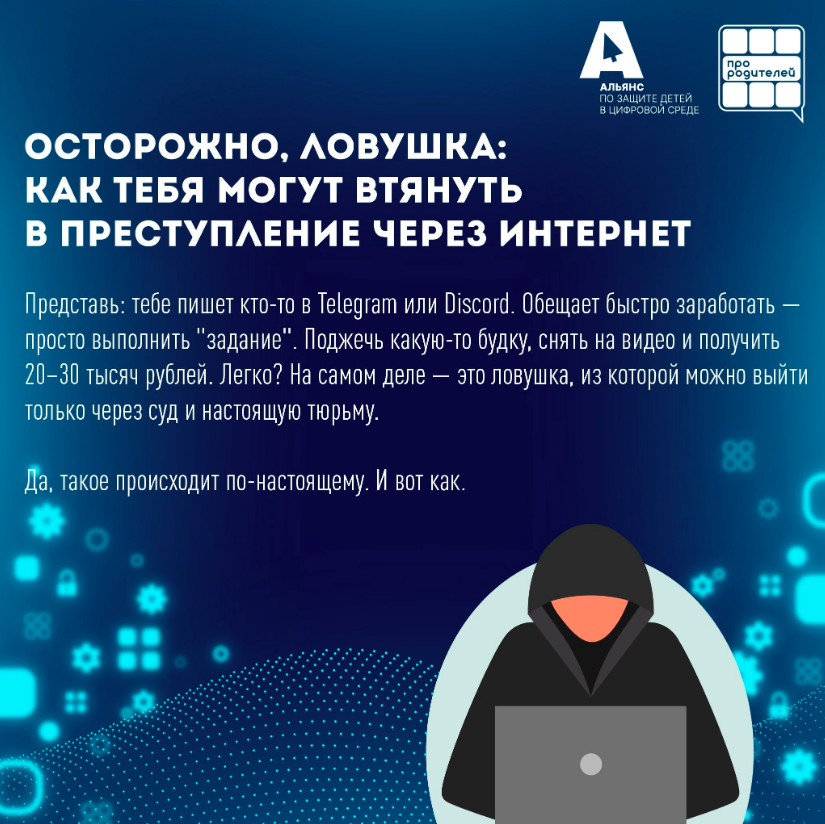 АЛЬЯНС
ПО ЗАЩИТЕ ДЕТЕЙ
В ЦИФРОВОЙ СРЕДЕ
про
родителей
ОСТОРОЖНО, ЛОВУШКА:
КАК ТЕБЯ МОГУТ ВТЯНУТЬ
В ПРЕСТУПЛЕНИЕ ЧЕРЕЗ ИНТЕРНЕТ
Представь: тебе пишет кто-то в Telegram или Discord. Обещает быстро заработать —
просто выполнить "задание". Поджечь какую-то будку, снять на видео и получить
20–30 тысяч рублей. Легко? На самом деле — это ловушка, из которой можно выйти
только через суд и настоящую тюрьму.
Да, такое происходит по-настоящему. И вот как.